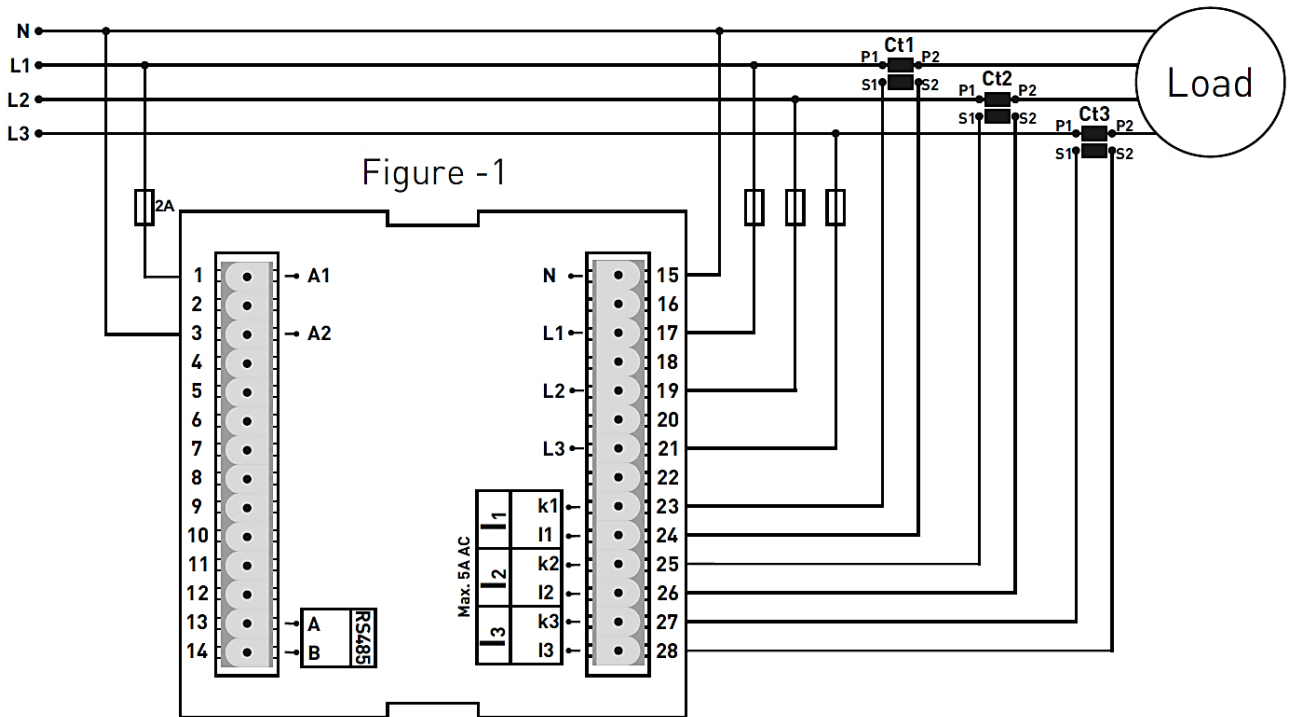 N
L1
L2
L3
Ct1
P1 P2
S1 S2
Ct2
P1 P2
S1 S2
Ct3
P1 P2
S1 S2
Load
Figure -1
2A
1 A1
2
3 A2
4
5
6
7
8
9
10
11
12
13 A
14 B
RS485
N 15
16
L1 17
18
L2 19
20
L3 21
22
k1 23
l1 24
k2 25
l2 26
k3 27
l3 28
I1
I2
I3
Max. 5A AC